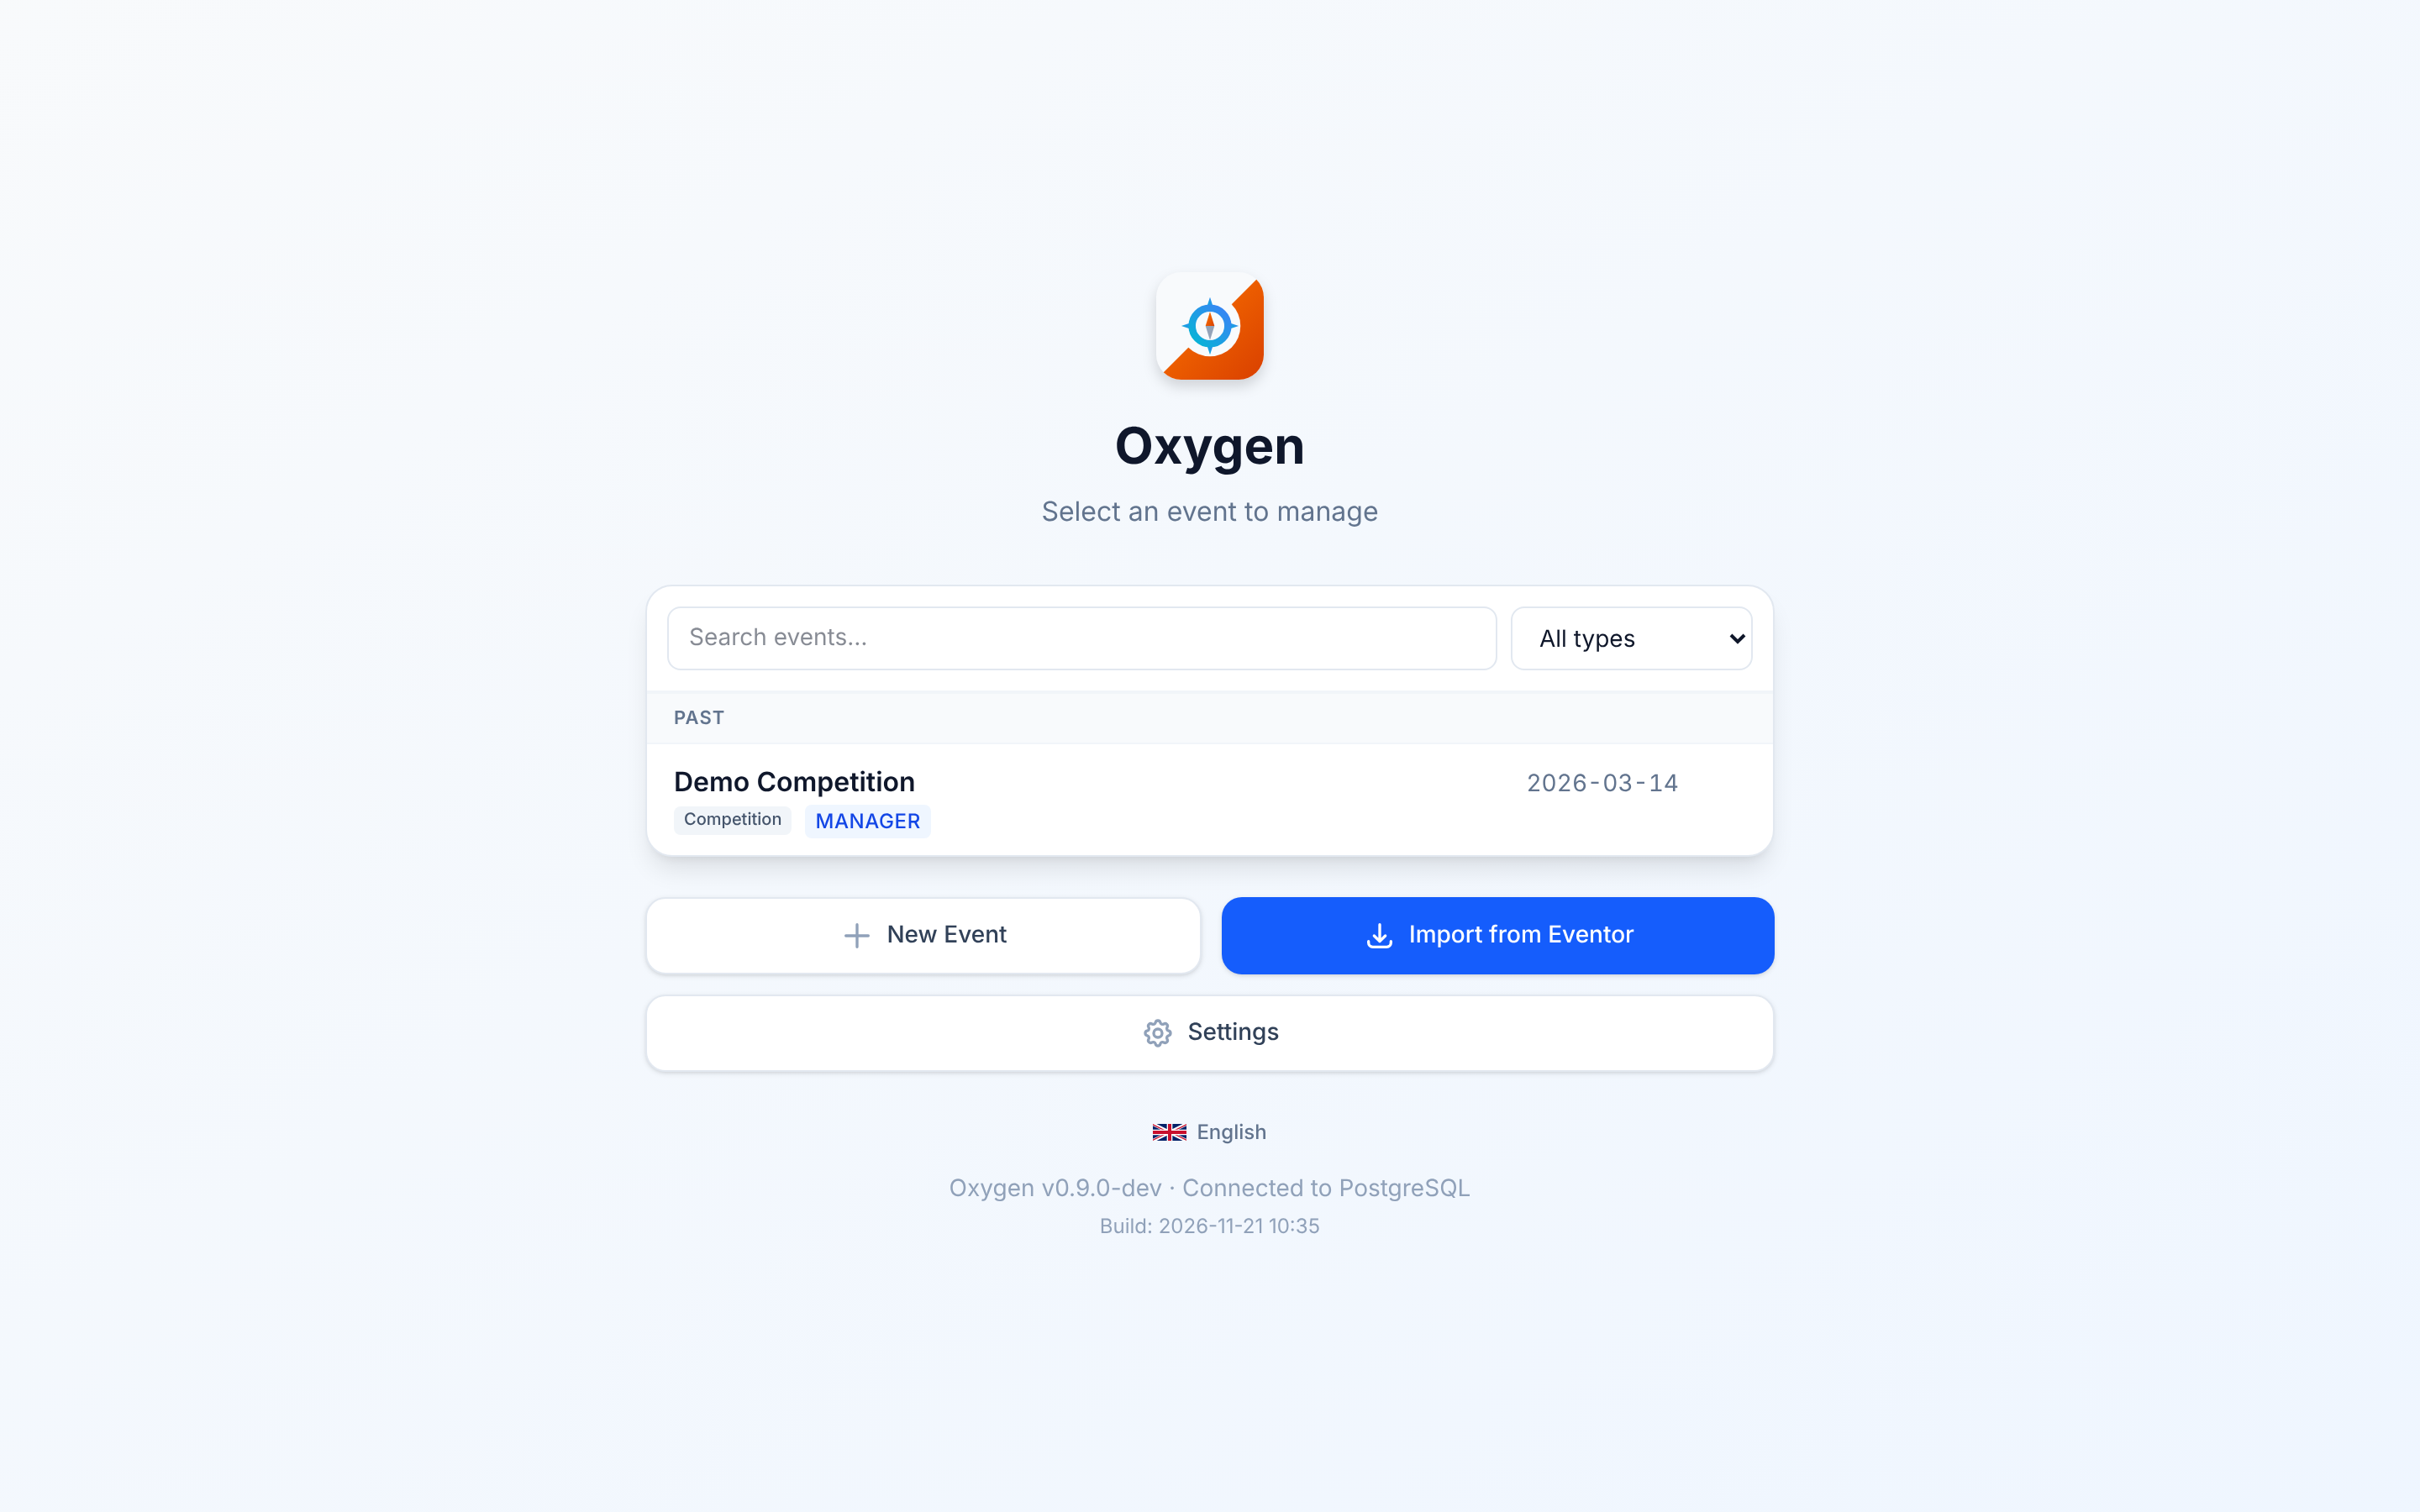 Oxygen
Select an event to manage
Search events...
All types
PAST
Demo Competition
2026-03-14
Competition
MANAGER
New Event
Import from Eventor
Settings
English
Oxygen v0.9.0-dev · Connected to PostgreSQL
Build: 2026-11-21 10:35